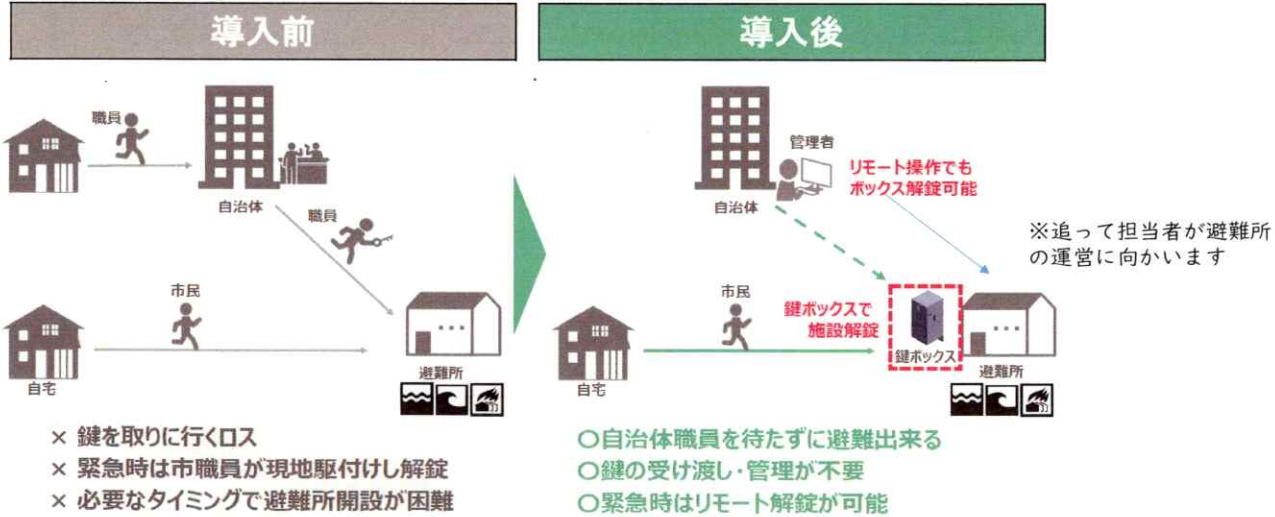 導入前
職員
自治体
職員
市民
自宅
避難所
× 鍵を取りに行くロス
× 緊急時は市職員が現地駆付けし解錠
× 必要なタイミングで避難所開設が困難
導入後
管理者
リモート操作でも
ボックス解錠可能
自治体
※追って担当者が避難所
の運営に向かいます
市民
鍵ボックスで
施設解錠
鍵ボックス
自宅
避難所
〇自治体職員を待たずに避難出来る
〇鍵の受け渡し・管理が不要
〇緊急時はリモート解錠が可能